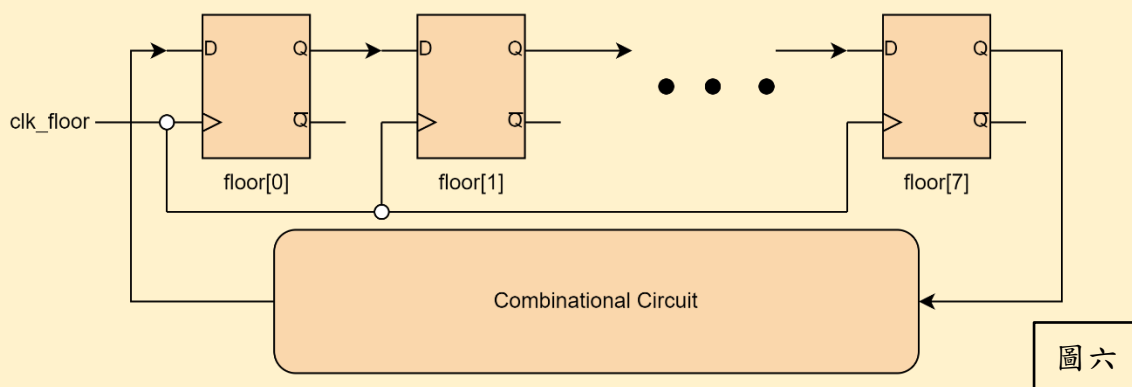 D Q D Q D Q
clk_floor Q Q Q
floor[0] floor[1] floor[7]
Combinational Circuit
圖六